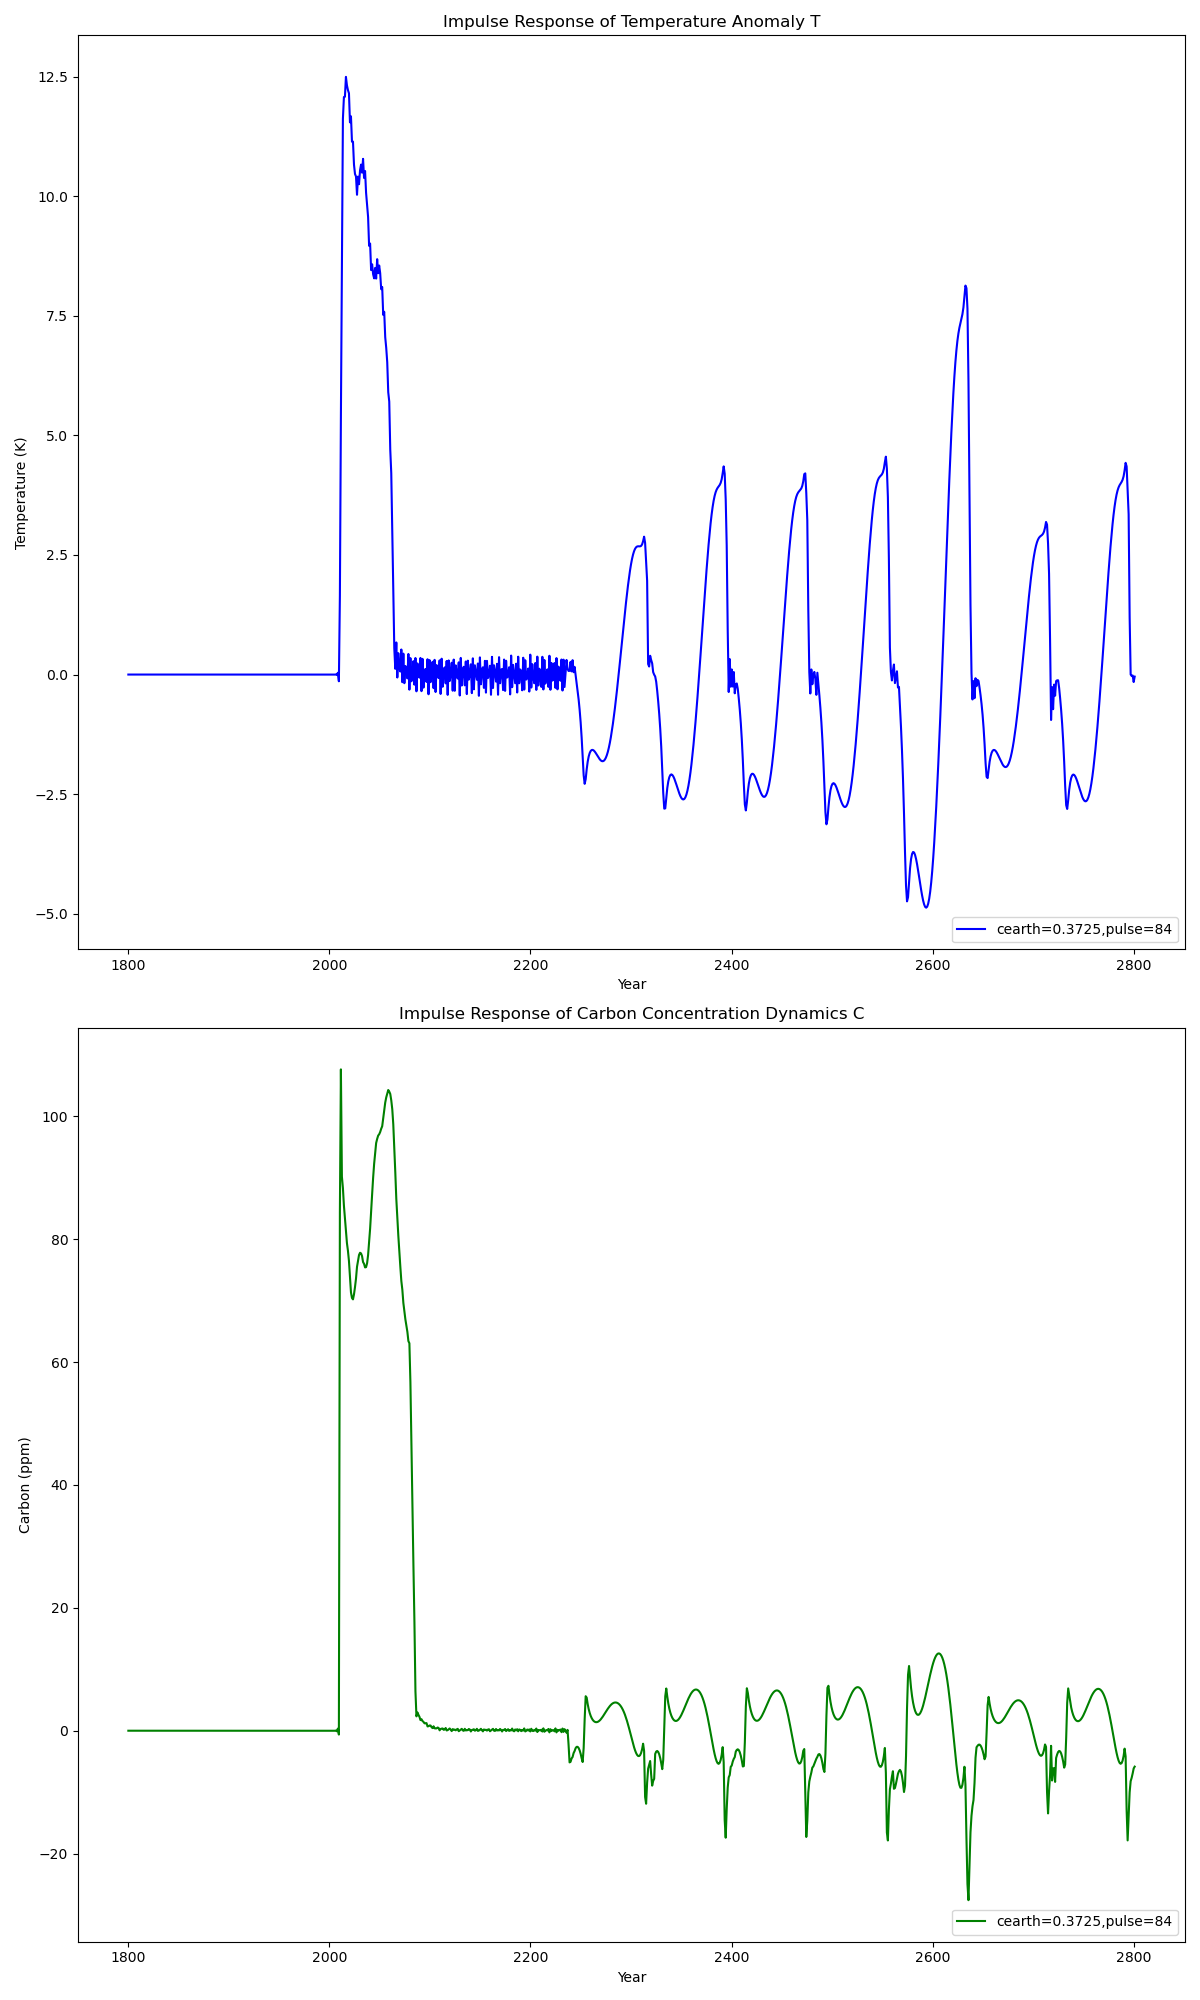 Impulse Response of Temperature Anomaly T
12.5
10.0
7.5
5.0
2.5
0.0
−2.5
−5.0
Temperature (K)
cearth=0.3725,pulse=84
1800 2000 2200 2400 2600 2800
Year
Impulse Response of Carbon Concentration Dynamics C
100
80
60
40
20
0
−20
Carbon (ppm)
cearth=0.3725,pulse=84
1800 2000 2200 2400 2600 2800
Year